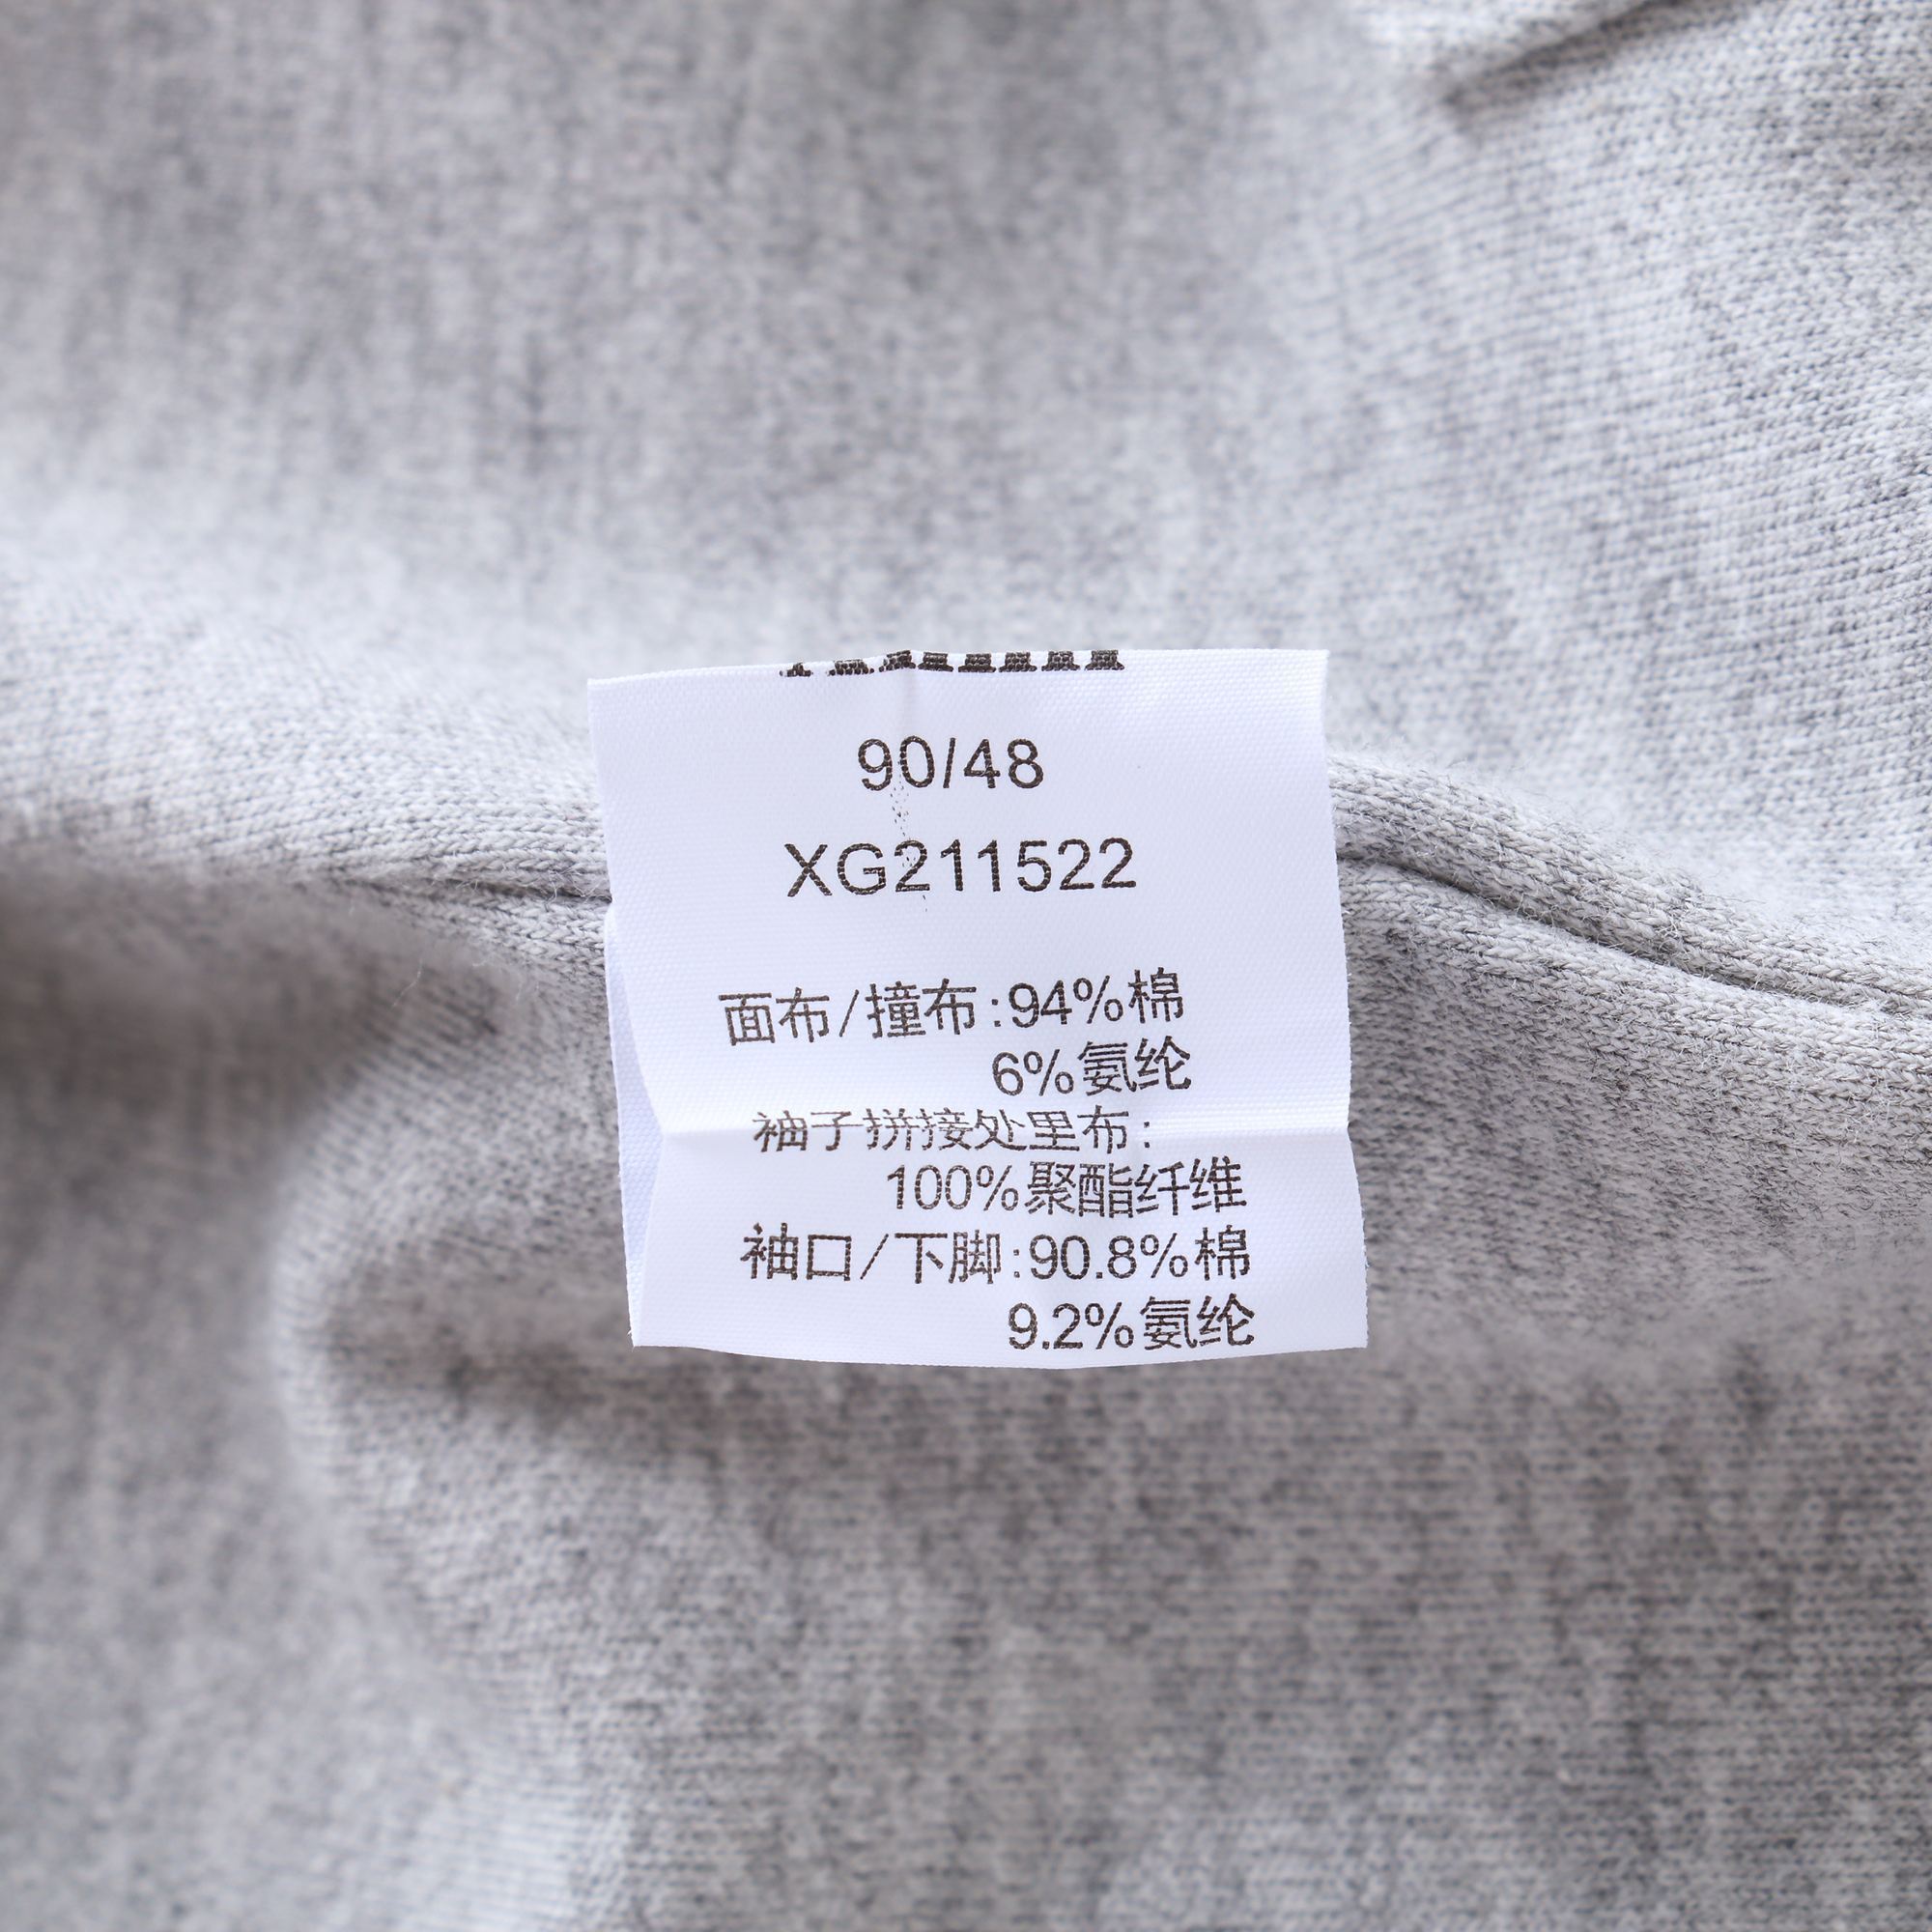 90/48
XG211522
面布/撞布:94%棉
6%氨纶
袖子拼接处里布:
100%聚酯纤维
袖口/下脚:90.8%棉
9.2%氨纶